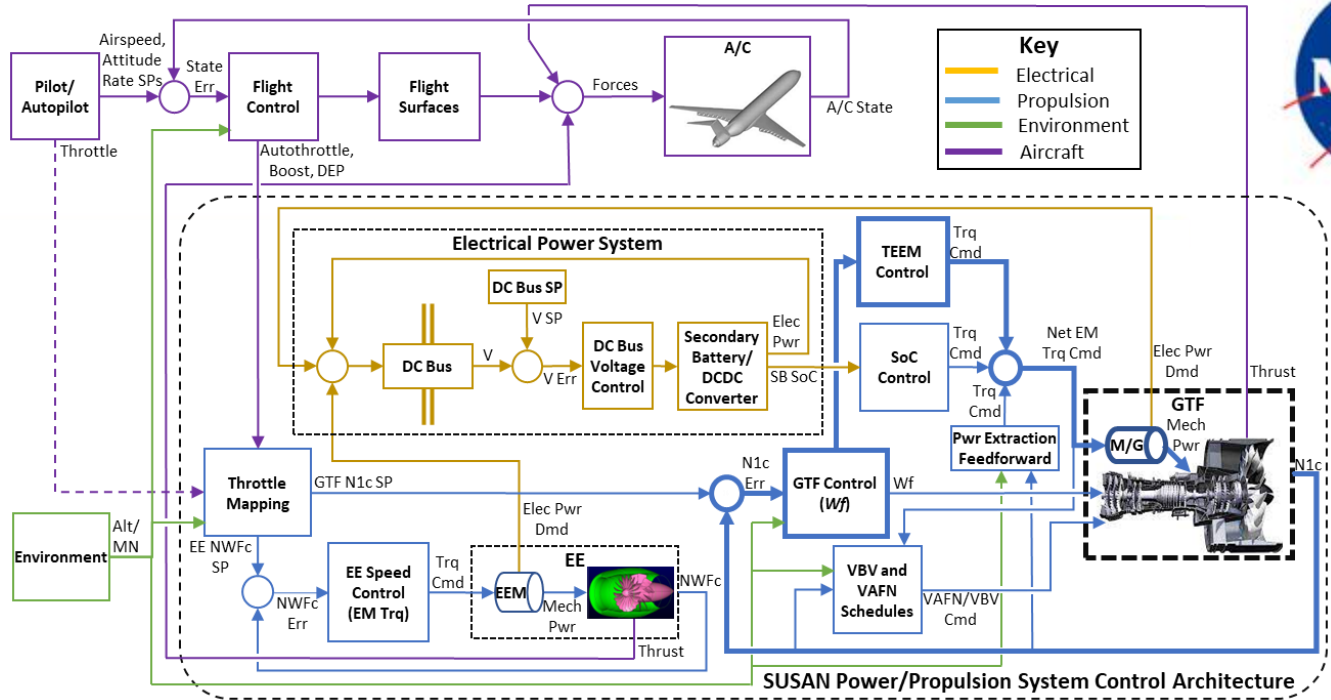 Airspeed,
Attitude
Rate SPs
Pilot/
Autopilot
State
Err
Flight
Control
Flight
Surfaces
Forces
A/C
A/C State
Key
Electrical
Propulsion
Environment
Aircraft
Throttle
Autothrottle,
Boost, DEP
Electrical Power System
DC Bus SP
V SP
DC Bus
V
V Err
DC Bus
Voltage
Control
Secondary
Battery/
DCDC
Converter
Elec
Pwr
SB SoC
TEEM
Control
Trq
Cmd
SoC
Control
Trq
Cmd
Net EM
Trq Cmd
Trq
Cmd
Pwr Extraction
Feedforward
Elec Pwr
Dmd
Thrust
GTF
Mech
Pwr
M/G
N1c
Throttle
Mapping
GTF N1c SP
N1c
Err
GTF Control
(Wf)
Wf
Environment
Alt/
MN
EE NWFc
SP
NWFc
Err
EE Speed
Control
(EM Trq)
Trq
Cmd
Elec Pwr
Dmd
EE
EEM
Mech
Pwr
NWFc
Thrust
VBV and
VAFN
Schedules
VAFN/VBV
Cmd
SUSAN Power/Propulsion System Control Architecture